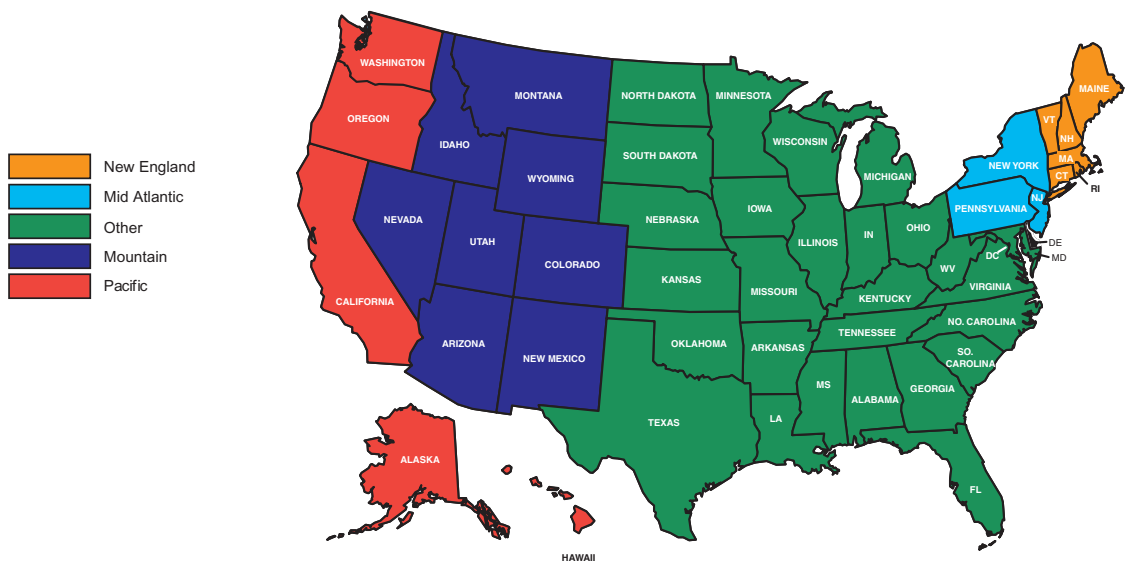 New England
Mid Atlantic
Other
Mountain
Pacific
WASHINGTON
OREGON
CALIFORNIA
IDAHO
NEVADA
MONTANA
WYOMING
UTAH
COLORADO
ARIZONA
NEW MEXICO
NORTH DAKOTA
SOUTH DAKOTA
NEBRASKA
KANSAS
OKLAHOMA
TEXAS
MINNESOTA
IOWA
MISSOURI
ARKANSAS
LA
WISCONSIN
ILLINOIS
MICHIGAN
IN
OHIO
KENTUCKY
TENNESSEE
MS
ALABAMA
GEORGIA
FL
SO.
CAROLINA
NO. CAROLINA
VIRGINIA
WV
DC
MD
DE
PENNSYLVANIA
NJ
NEW YORK
CT
RI
MA
VT
NH
MAINE
ALASKA
HAWAII